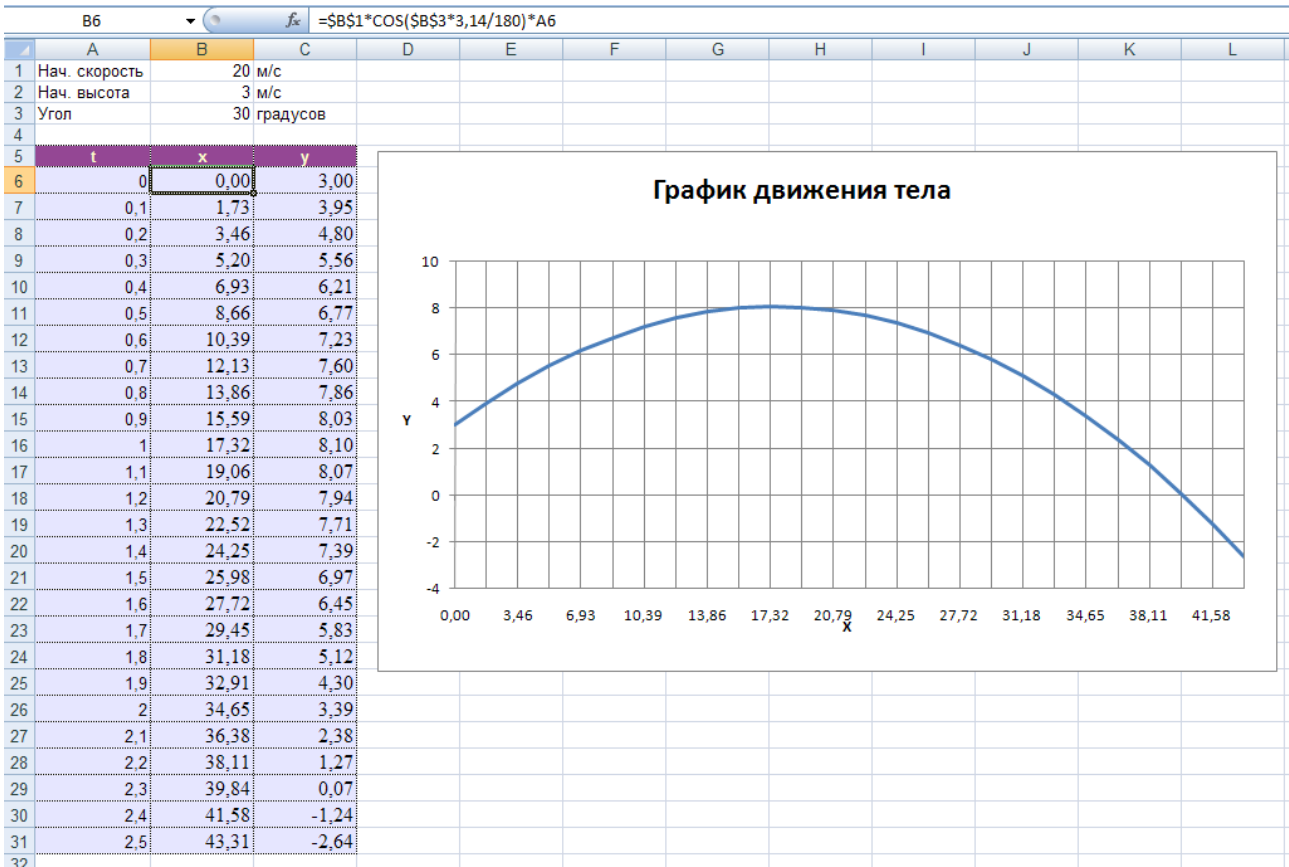 B6 fx =$B$1*COS($B$3*3,14/180)*A6
A B C D E F G H I J K L
1 Нач. скорость 20 м/с
2 Нач. высота 3 м/с
3 Угол 30 градусов
4
5 t x y
6 0 0,00 3,00
7 0,1 1,73 3,95
8 0,2 3,46 4,80
9 0,3 5,20 5,56
10 0,4 6,93 6,21
11 0,5 8,66 6,77
12 0,6 10,39 7,23
13 0,7 12,13 7,60
14 0,8 13,86 7,86
15 0,9 15,59 8,03
16 1 17,32 8,10
17 1,1 19,06 8,07
18 1,2 20,79 7,94
19 1,3 22,52 7,71
20 1,4 24,25 7,39
21 1,5 25,98 6,97
22 1,6 27,72 6,45
23 1,7 29,45 5,83
24 1,8 31,18 5,12
25 1,9 32,91 4,30
26 2 34,65 3,39
27 2,1 36,38 2,38
28 2,2 38,11 1,27
29 2,3 39,84 0,07
30 2,4 41,58 -1,24
31 2,5 43,31 -2,64
32
График движения тела
10
8
6
4
Y
2
0
-2
-4
0,00 3,46 6,93 10,39 13,86 17,32 20,79 24,25 27,72 31,18 34,65 38,11 41,58
X